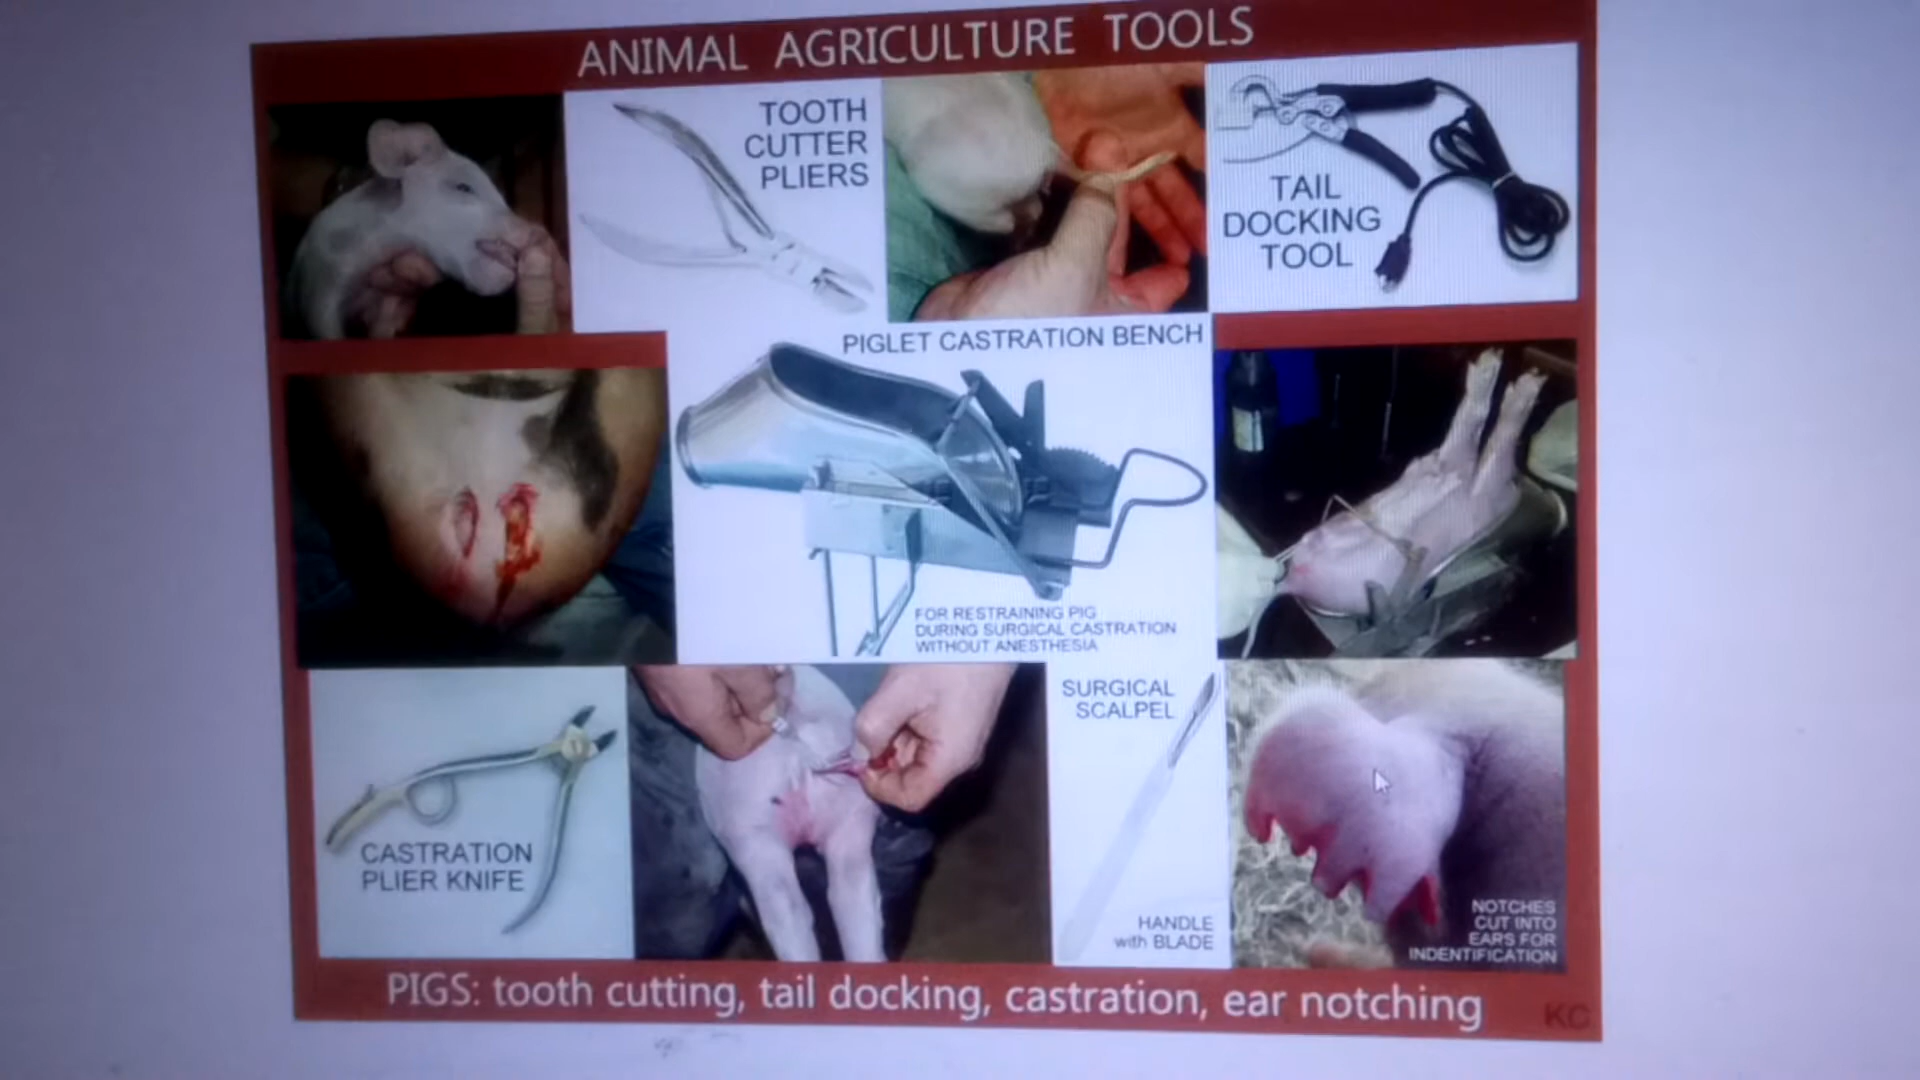 ANIMAL AGRICULTURE TOOLS
TOOTH
CUTTER
PLIERS
TAIL
DOCKING
TOOL
PIGLET CASTRATION BENCH
FOR RESTRAINING PIG
DURING SURGICAL CASTRATION
WITHOUT ANESTHESIA
CASTRATION
PLIER KNIFE
SURGICAL
SCALPEL
HANDLE
with BLADE
NOTCHES
CUT INTO
EARS FOR
INDENTIFICATION
PIGS: tooth cutting, tail docking, castration, ear notching
KC